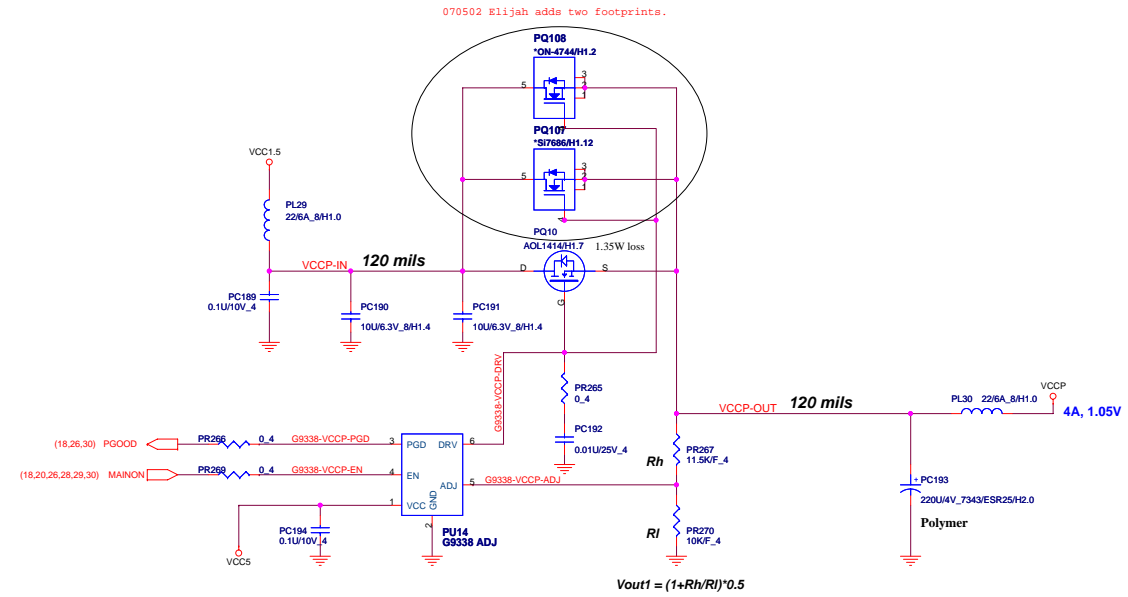 070502 Elijah adds two footprints.
PQ108
*ON-4744/H1.2
5
3
2
1
4
PQ107
*Si7686/H1.12
5
3
2
1
4
PQ10
AOL1414/H1.7
1.35W loss
D
S
G
VCC1.5
PL29
22/6A_8/H1.0
VCCP-IN
120 mils
PC189
0.1U/10V_4
PC190
10U/6.3V_8/H1.4
PC191
10U/6.3V_8/H1.4
G9338-VCCP-DRV
PR265
0_4
PC192
0.01U/25V_4
VCCP-OUT
120 mils
PL30
22/6A_8/H1.0
VCCP
4A, 1.05V
(18,26,30)
PGOOD
PR266
0_4
G9338-VCCP-PGD
3
PGD
DRV
6
(18,20,26,28,29,30)
MAINON
PR269
0_4
G9338-VCCP-EN
4
EN
ADJ
5
G9338-VCCP-ADJ
1
VCC
GND
2
PU14
G9338 ADJ
PC194
0.1U/10V_4
VCC5
Rh
PR267
11.5K/F_4
Rl
PR270
10K/F_4
+
PC193
220U/4V_7343/ESR25/H2.0
Polymer
Vout1 = (1+Rh/Rl)*0.5